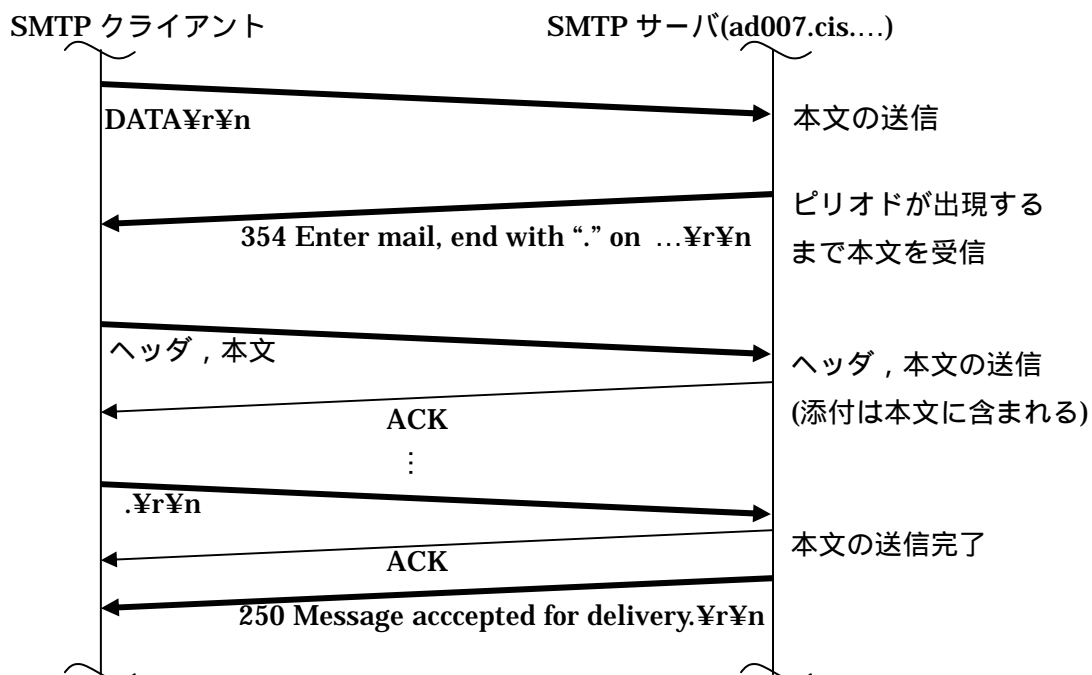 SMTP クライアント
SMTP サーバ(ad007.cis.…)
DATA¥r¥n
本文の送信
354 Enter mail, end with “.” on …¥r¥n
ピリオドが出現する
まで本文を受信
ヘッダ , 本文
ヘッダ , 本文の送信
(添付は本文に含まれる)
ACK
⋮
.¥r¥n
ACK
本文の送信完了
250 Message acccepted for delivery.¥r¥n